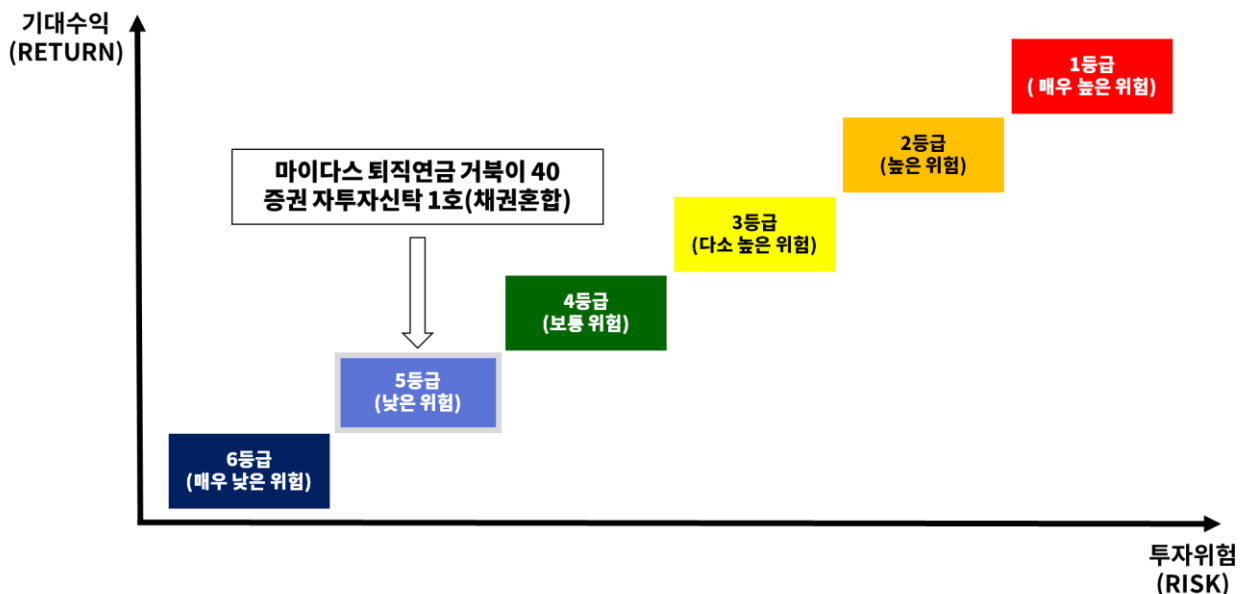 기대수익
(RETURN)
1등급
( 매우 높은 위험)
2등급
(높은 위험)
마이다스 퇴직연금 거북이 40
증권 자투자신탁 1호(채권혼합)
3등급
(다소 높은 위험)
4등급
(보통 위험)
5등급
(낮은 위험)
6등급
(매우 낮은 위험)
투자위험
(RISK)